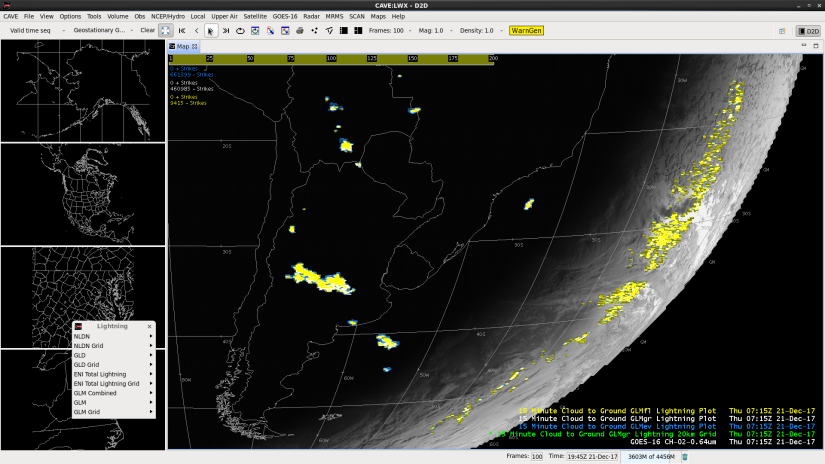 CAVE:LWX - D2D
CAVE File View Options Tools Volume Obs NCEP/Hydro Local Upper Air Satellite GOES-16 Radar MRMS SCAN Maps Help
Valid time seq Geostationary G... Clear Frames: 100 Mag: 1.0 Density: 1.0 WarnGen D2D
Map
1 25 50 75 100 125 150 175 200
0 + Strikes
661399 - Strikes
460985 - Strikes
0 + Strikes
9415 - Strikes
20S
30S
30S
40S
40S
50W
60W
50W
Lightning
NLDN
NLDN Grid
GLD
GLD Grid
ENI Total Lightning
ENI Total Lightning Grid
GLM Combined
GLM
GLM Grid
15 Minute Cloud to Ground GLMfl Lightning Plot Thu 07:15Z 21-Dec-17
15 Minute Cloud to Ground GLMgr Lightning Plot Thu 07:15Z 21-Dec-17
15 Minute Cloud to Ground GLMev Lightning Plot Thu 07:15Z 21-Dec-17
Minute Cloud to Ground GLMgr Lightning 20km Grid Thu 07:15Z 21-Dec-17
GOES-16 CH-02-0.64um Thu 07:15Z 21-Dec-17
Frames: 100 Time: 19:45Z 21-Dec-17 3603M of 4456M